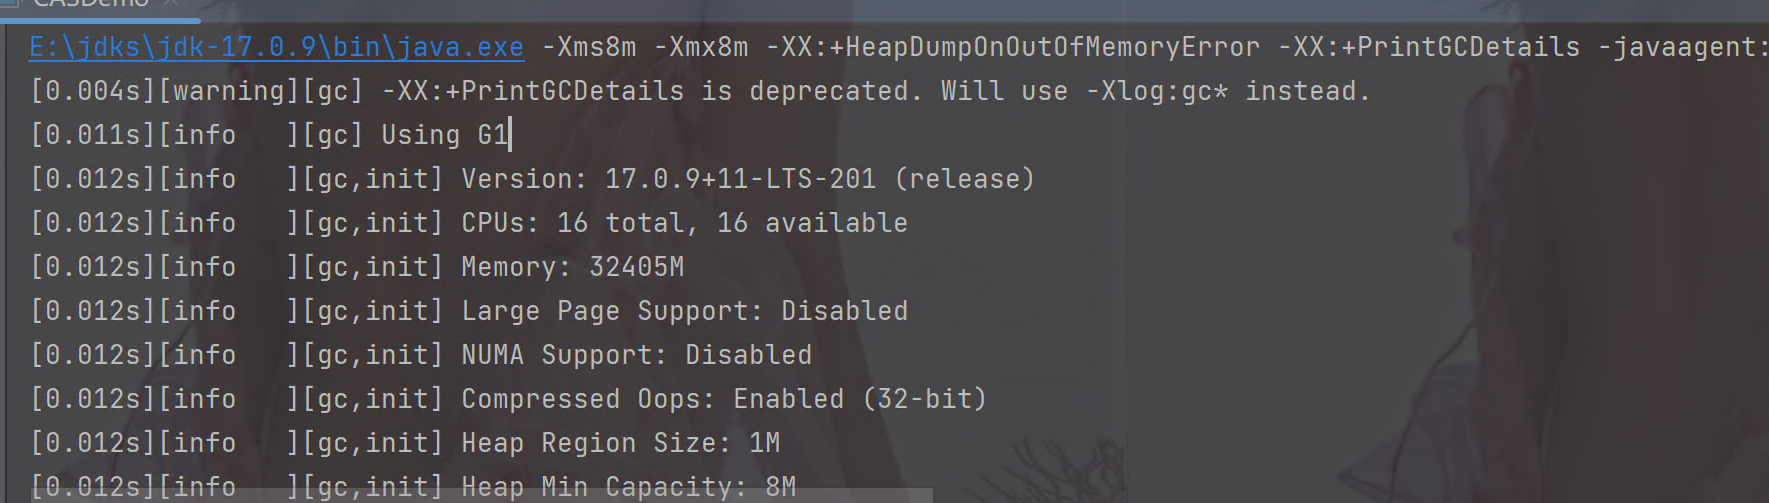 CASDemo
E:\jdks\jdk-17.0.9\bin\java.exe -Xms8m -Xmx8m -XX:+HeapDumpOnOutOfMemoryError -XX:+PrintGCDetails -javaagent:
[0.004s][warning][gc] -XX:+PrintGCDetails is deprecated. Will use -Xlog:gc* instead.
[0.011s][info   ][gc] Using G1
[0.012s][info   ][gc,init] Version: 17.0.9+11-LTS-201 (release)
[0.012s][info   ][gc,init] CPUs: 16 total, 16 available
[0.012s][info   ][gc,init] Memory: 32405M
[0.012s][info   ][gc,init] Large Page Support: Disabled
[0.012s][info   ][gc,init] NUMA Support: Disabled
[0.012s][info   ][gc,init] Compressed Oops: Enabled (32-bit)
[0.012s][info   ][gc,init] Heap Region Size: 1M
[0.012s][info   ][gc,init] Heap Min Capacity: 8M